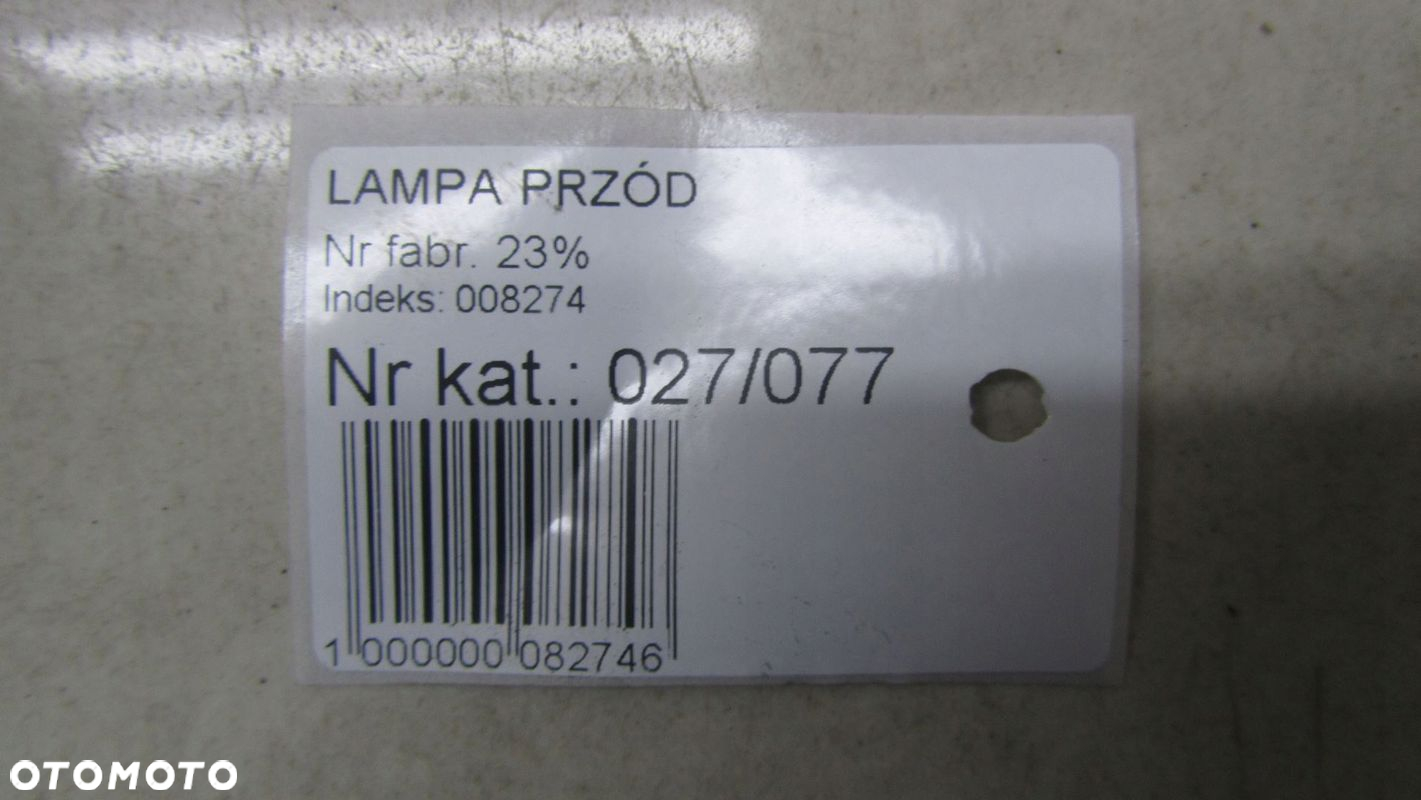 LAMPA PRZÓD
Nr fabr. 23%
Indeks: 008274
Nr kat.: 027/077
1 000000 082746
OTOMOTO